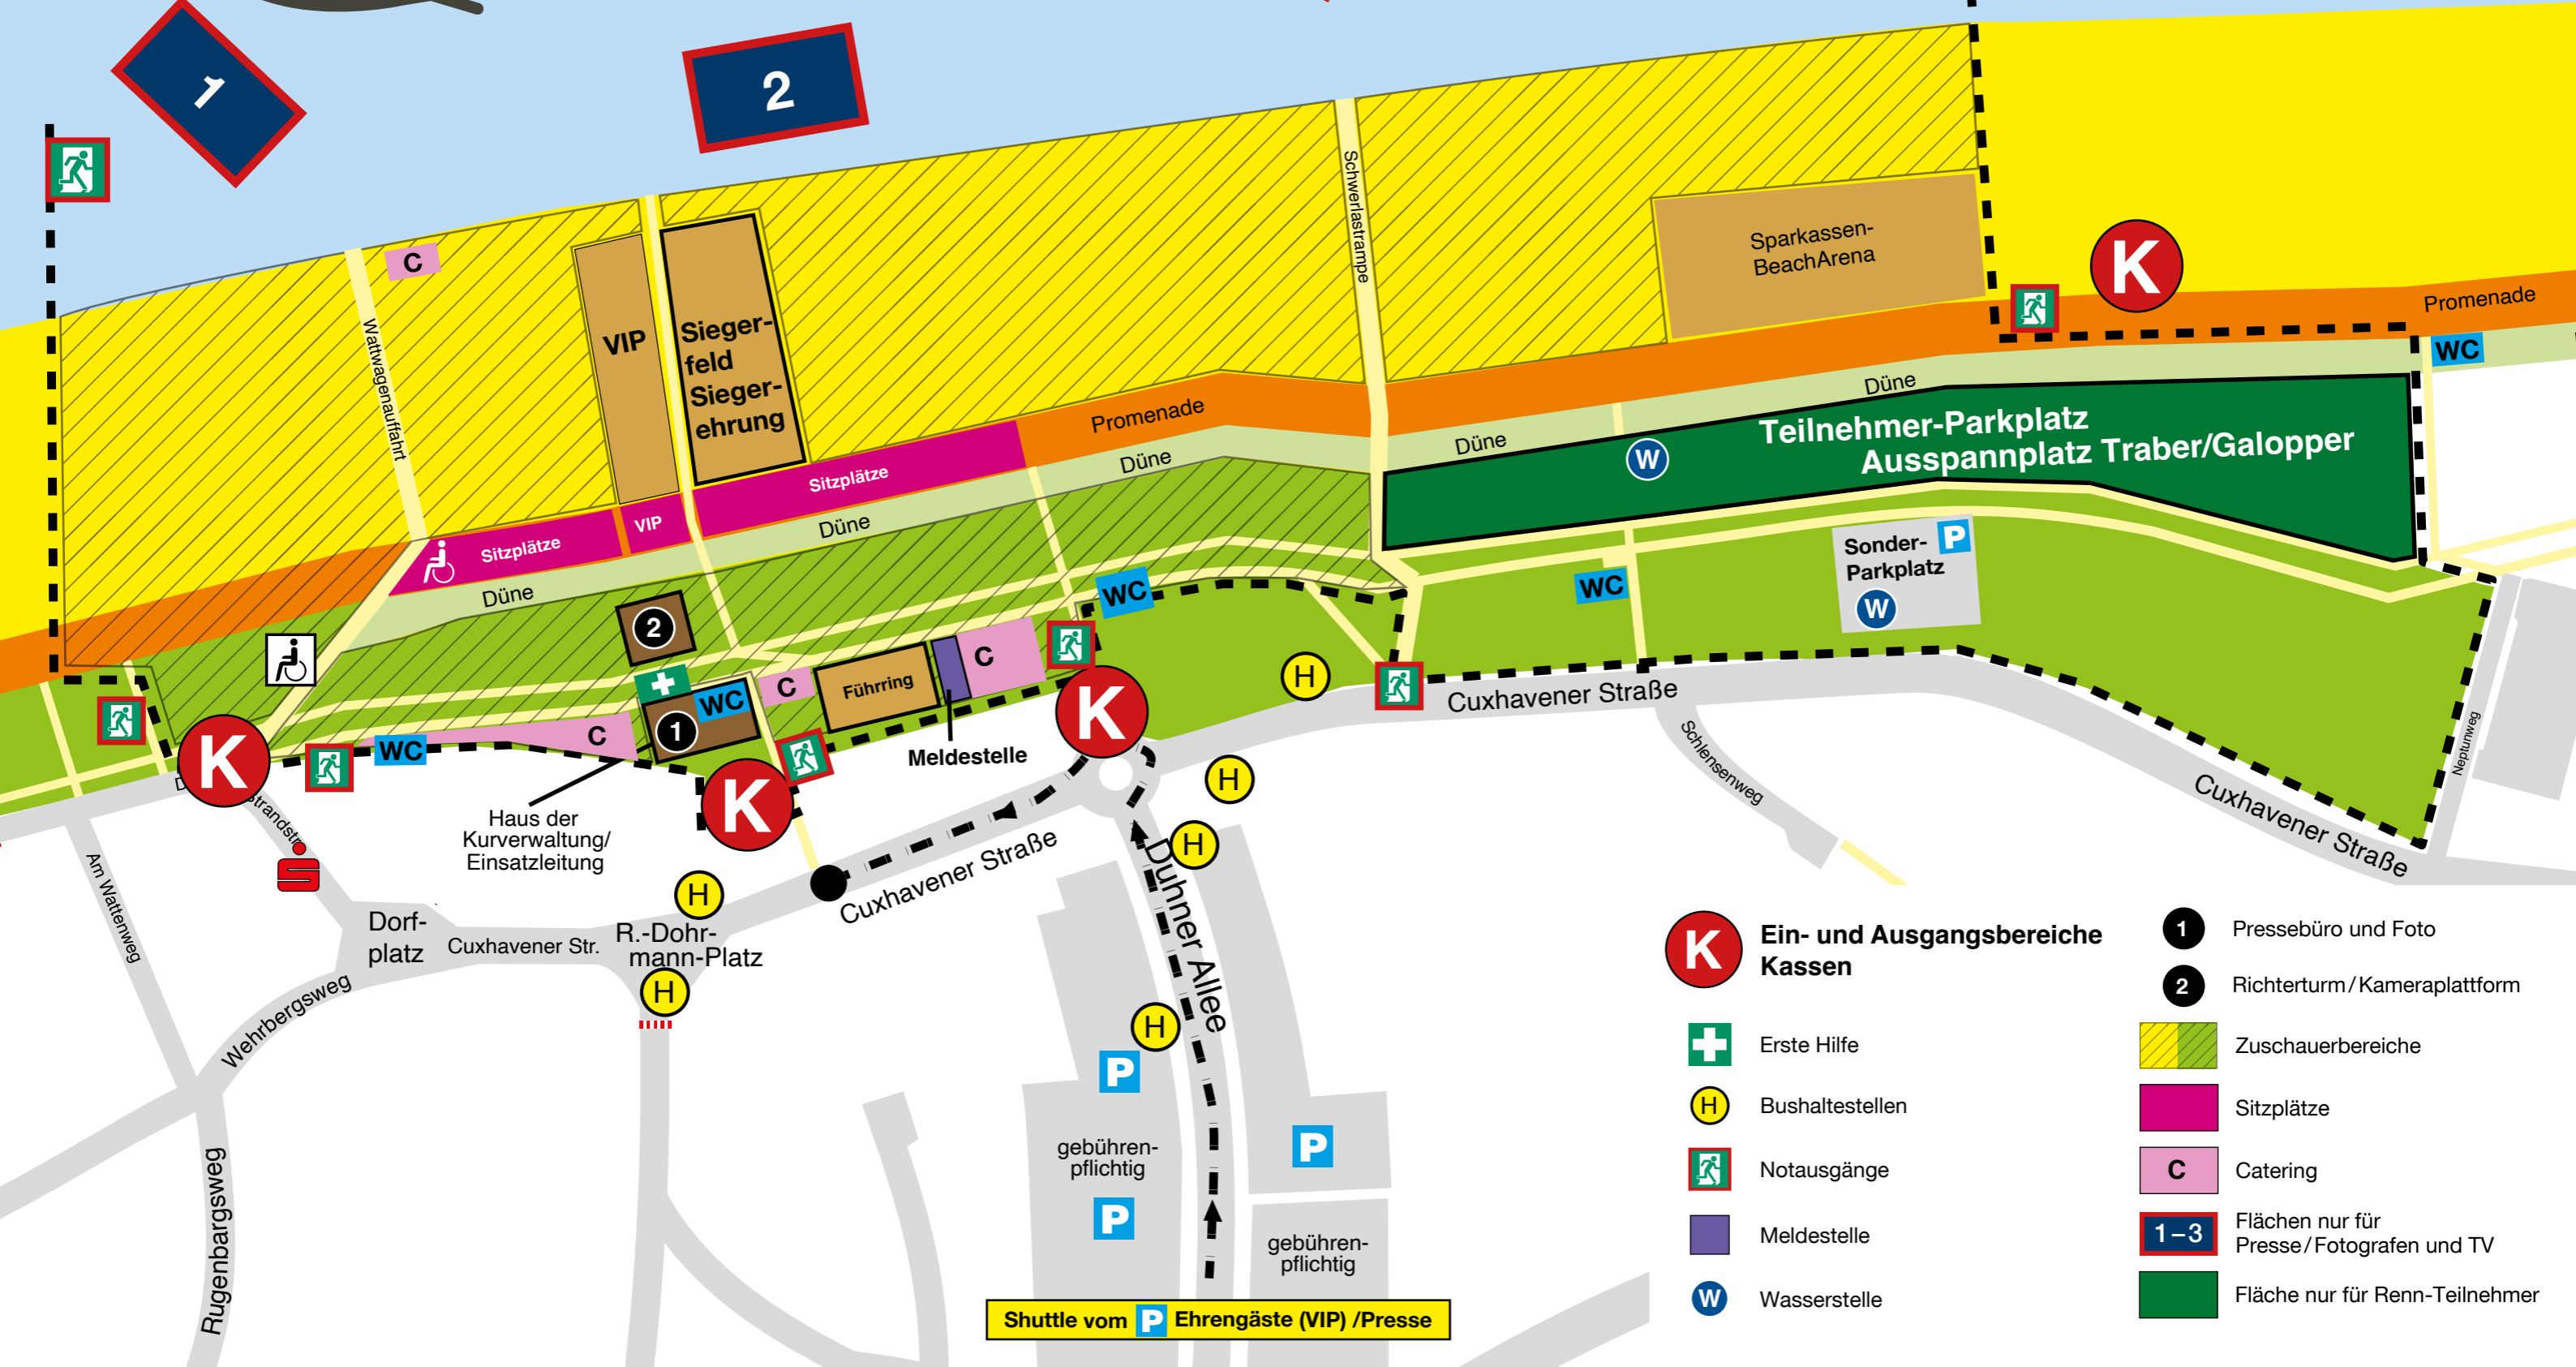 1
2
Schwerlastrampe
C
Sparkassen-
BeachArena
K
Promenade
WC
Wattwagenauffahrt
VIP
Sieger-
feld
Sieger-
ehrung
Promenade
Düne
Düne
Düne
Teilnehmer-Parkplatz
Ausspannplatz Traber/Galopper
W
Sitzplätze
VIP
Sitzplätze
Düne
Düne
Sonder-
Parkplatz
P
W
WC
WC
2
WC
1
C
Führring
C
K
H
H
Cuxhavener Straße
Meldestelle
K
WC
C
K
Haus der
Kurverwaltung/
Einsatzleitung
Strandstr.
Am Wattenweg
Schlensenweg
Neptunweg
Cuxhavener Straße
H
H
Cuxhavener Straße
Duhner Allee
Dorf-
platz
Cuxhavener Str.
R.-Dohr-
mann-Platz
H
Wehrbergsweg
Rugenbargsweg
H
P
gebühren-
pflichtig
P
P
gebühren-
pflichtig
Shuttle vom P Ehrengäste (VIP) /Presse
K Ein- und Ausgangsbereiche
Kassen
Erste Hilfe
H Bushaltestellen
Notausgänge
Meldestelle
W Wasserstelle
1 Pressebüro und Foto
2 Richterturm/Kameraplattform
Zuschauerbereiche
Sitzplätze
C Catering
1–3 Flächen nur für
Presse/Fotografen und TV
Fläche nur für Renn-Teilnehmer